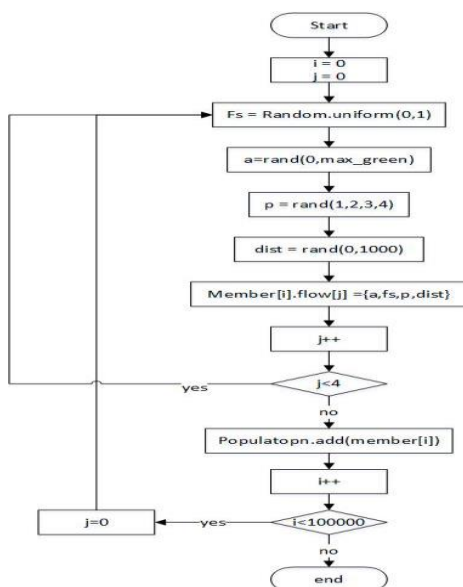 Start
i = 0
j = 0
Fs = Random.uniform(0,1)
a=rand(0,max_green)
p = rand(1,2,3,4)
dist = rand(0,1000)
Member[i].flow[j] ={a,fs,p,dist}
j++
j<4
yes
no
Populatopn.add(member[i])
i++
i<100000
yes
j=0
no
end